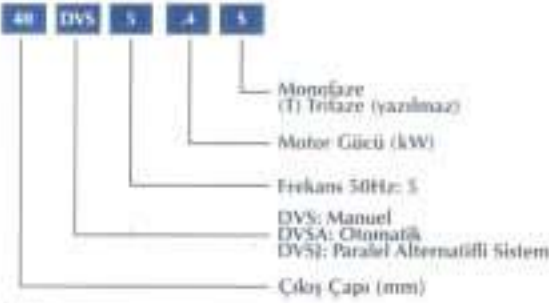 40 DVS 5 .4 S
Monofaze
(T) Trifaze (yazılmaz)
Motor Gücü (kW)
Frekans 50Hz: 5
DVS: Manuel
DVSA: Otomatik
DVSJ: Paralel Alternatifli Sistem
Çıkış Çapı (mm)